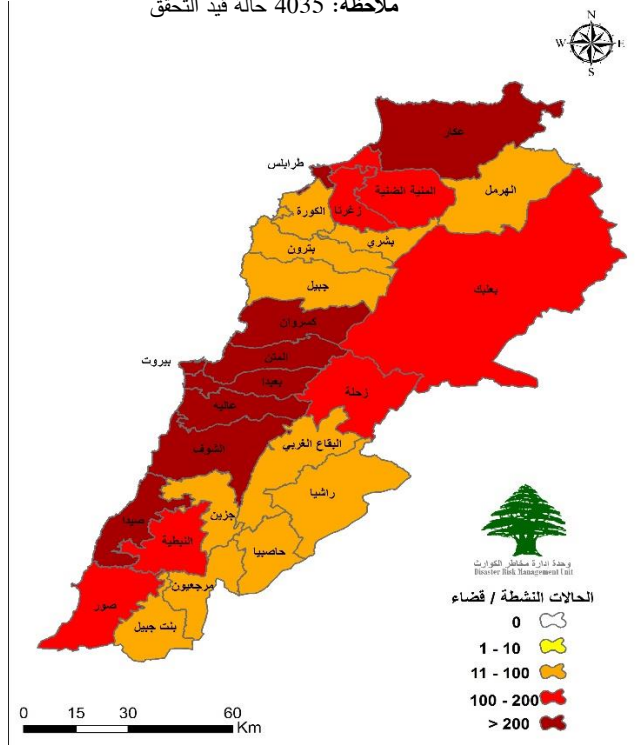 ملاحظة: 4035 حالة قيد التحقق
N
W E
S
عكار
طرابلس
الهرمل
المنية الضنية
زغرتا
الكورة
بشري
بترون
جبيل
بعلبك
كسروان
المتن
بيروت
بعبدا
زحلة
عاليه
البقاع الغربي
الشوف
راشيا
صيدا
جزين
النبطية
حاصبيا
مرجعيون
صور
بنت جبيل
وحدة ادارة مخاطر الكوارث
Disaster Risk Management Unit
الحالات النشطة / قضاء
0
1 - 10
11 - 100
100 - 200
> 200
0 15 30 60
Km